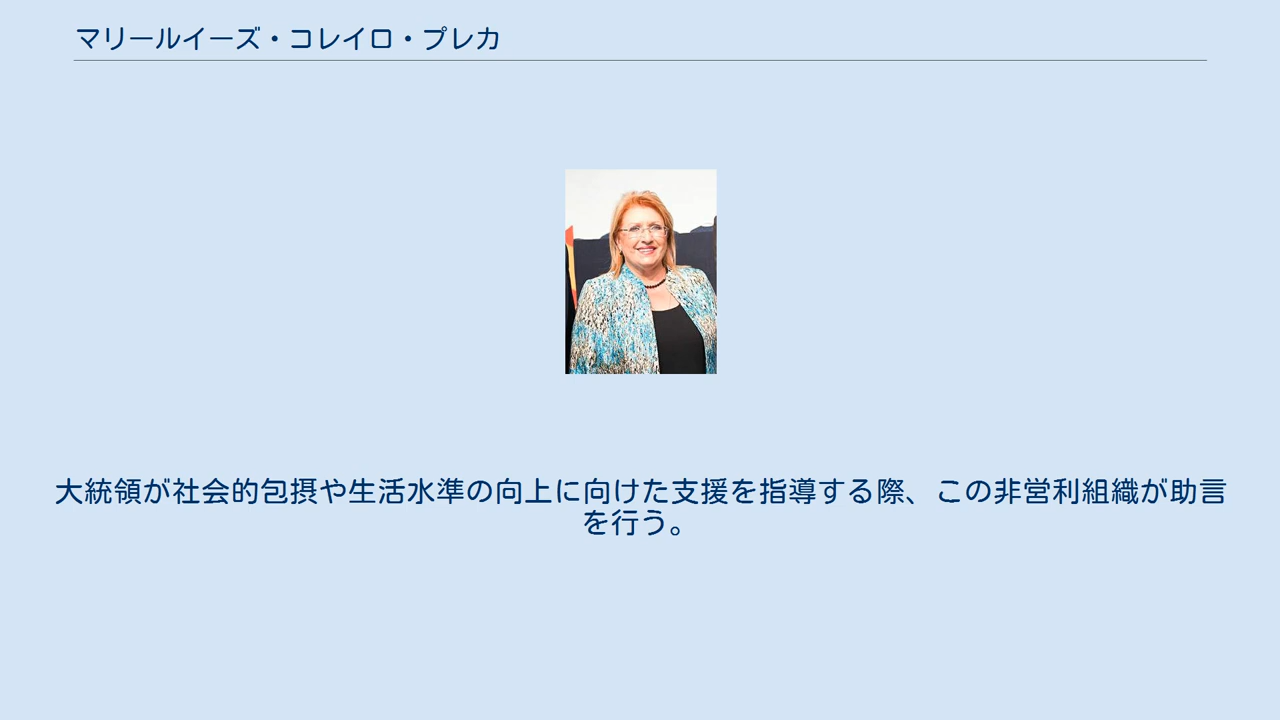 マリールイーズ・コレイロ・プレカ
大統領が社会的包摂や生活水準の向上に向けた支援を指導する際、この非営利組織が助言
を行う。